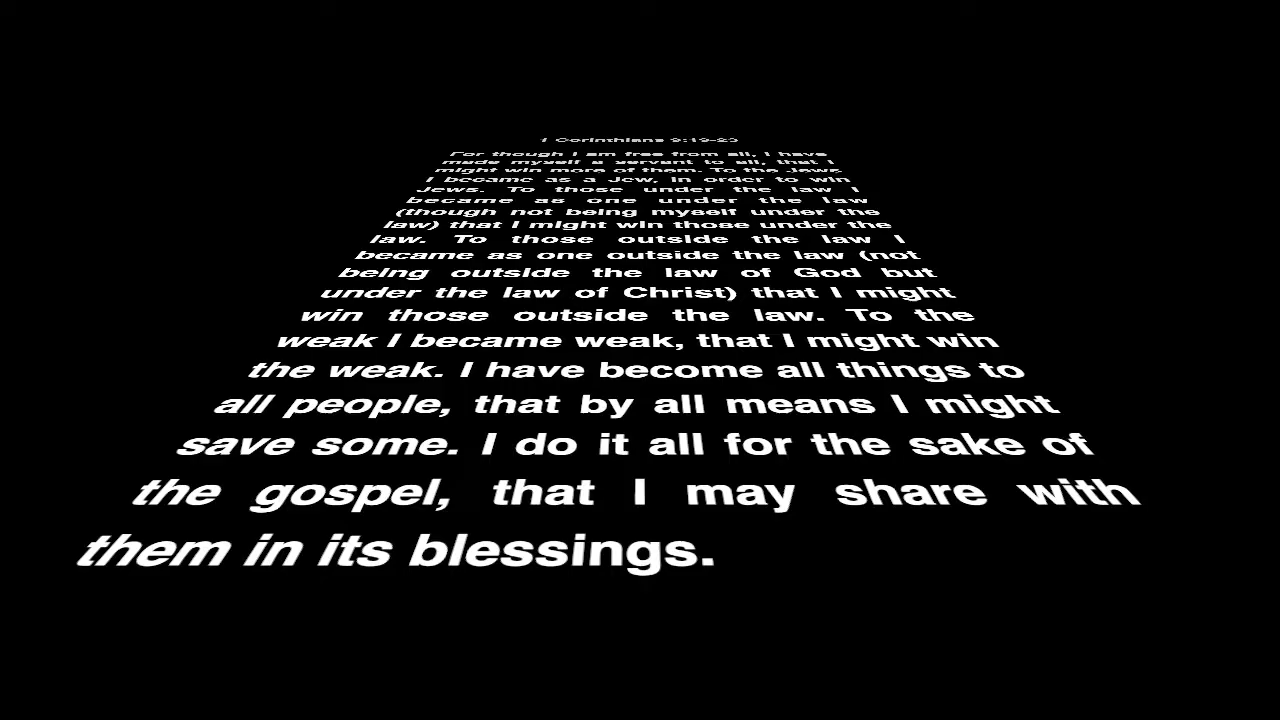 1 Corinthians 9:19-23
For though I am free from all, I have
made myself a servant to all, that I
might win more of them. To the Jews
I became as a Jew, in order to win
Jews. To those under the law I
became as one under the law
(though not being myself under the
law) that I might win those under the
law. To those outside the law I
became as one outside the law (not
being outside the law of God but
under the law of Christ) that I might
win those outside the law. To the
weak I became weak, that I might win
the weak. I have become all things to
all people, that by all means I might
save some. I do it all for the sake of
the gospel, that I may share with
them in its blessings.